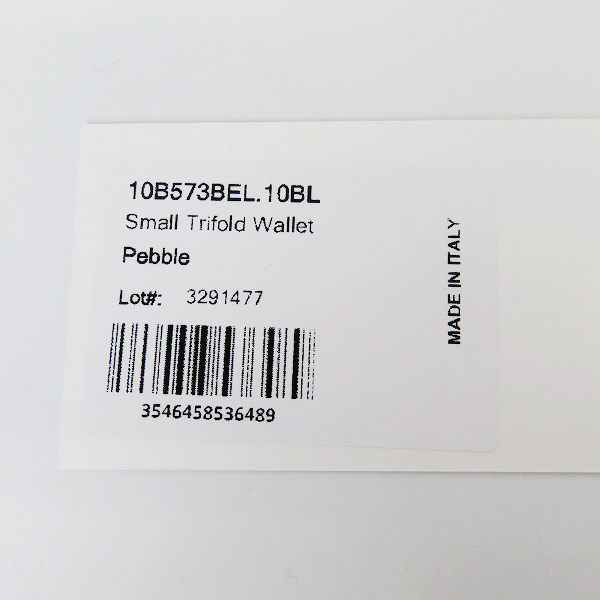 10B573BEL.10BL
Small Trifold Wallet
Pebble
Lot#: 3291477
3546458536489
MADE IN ITALY